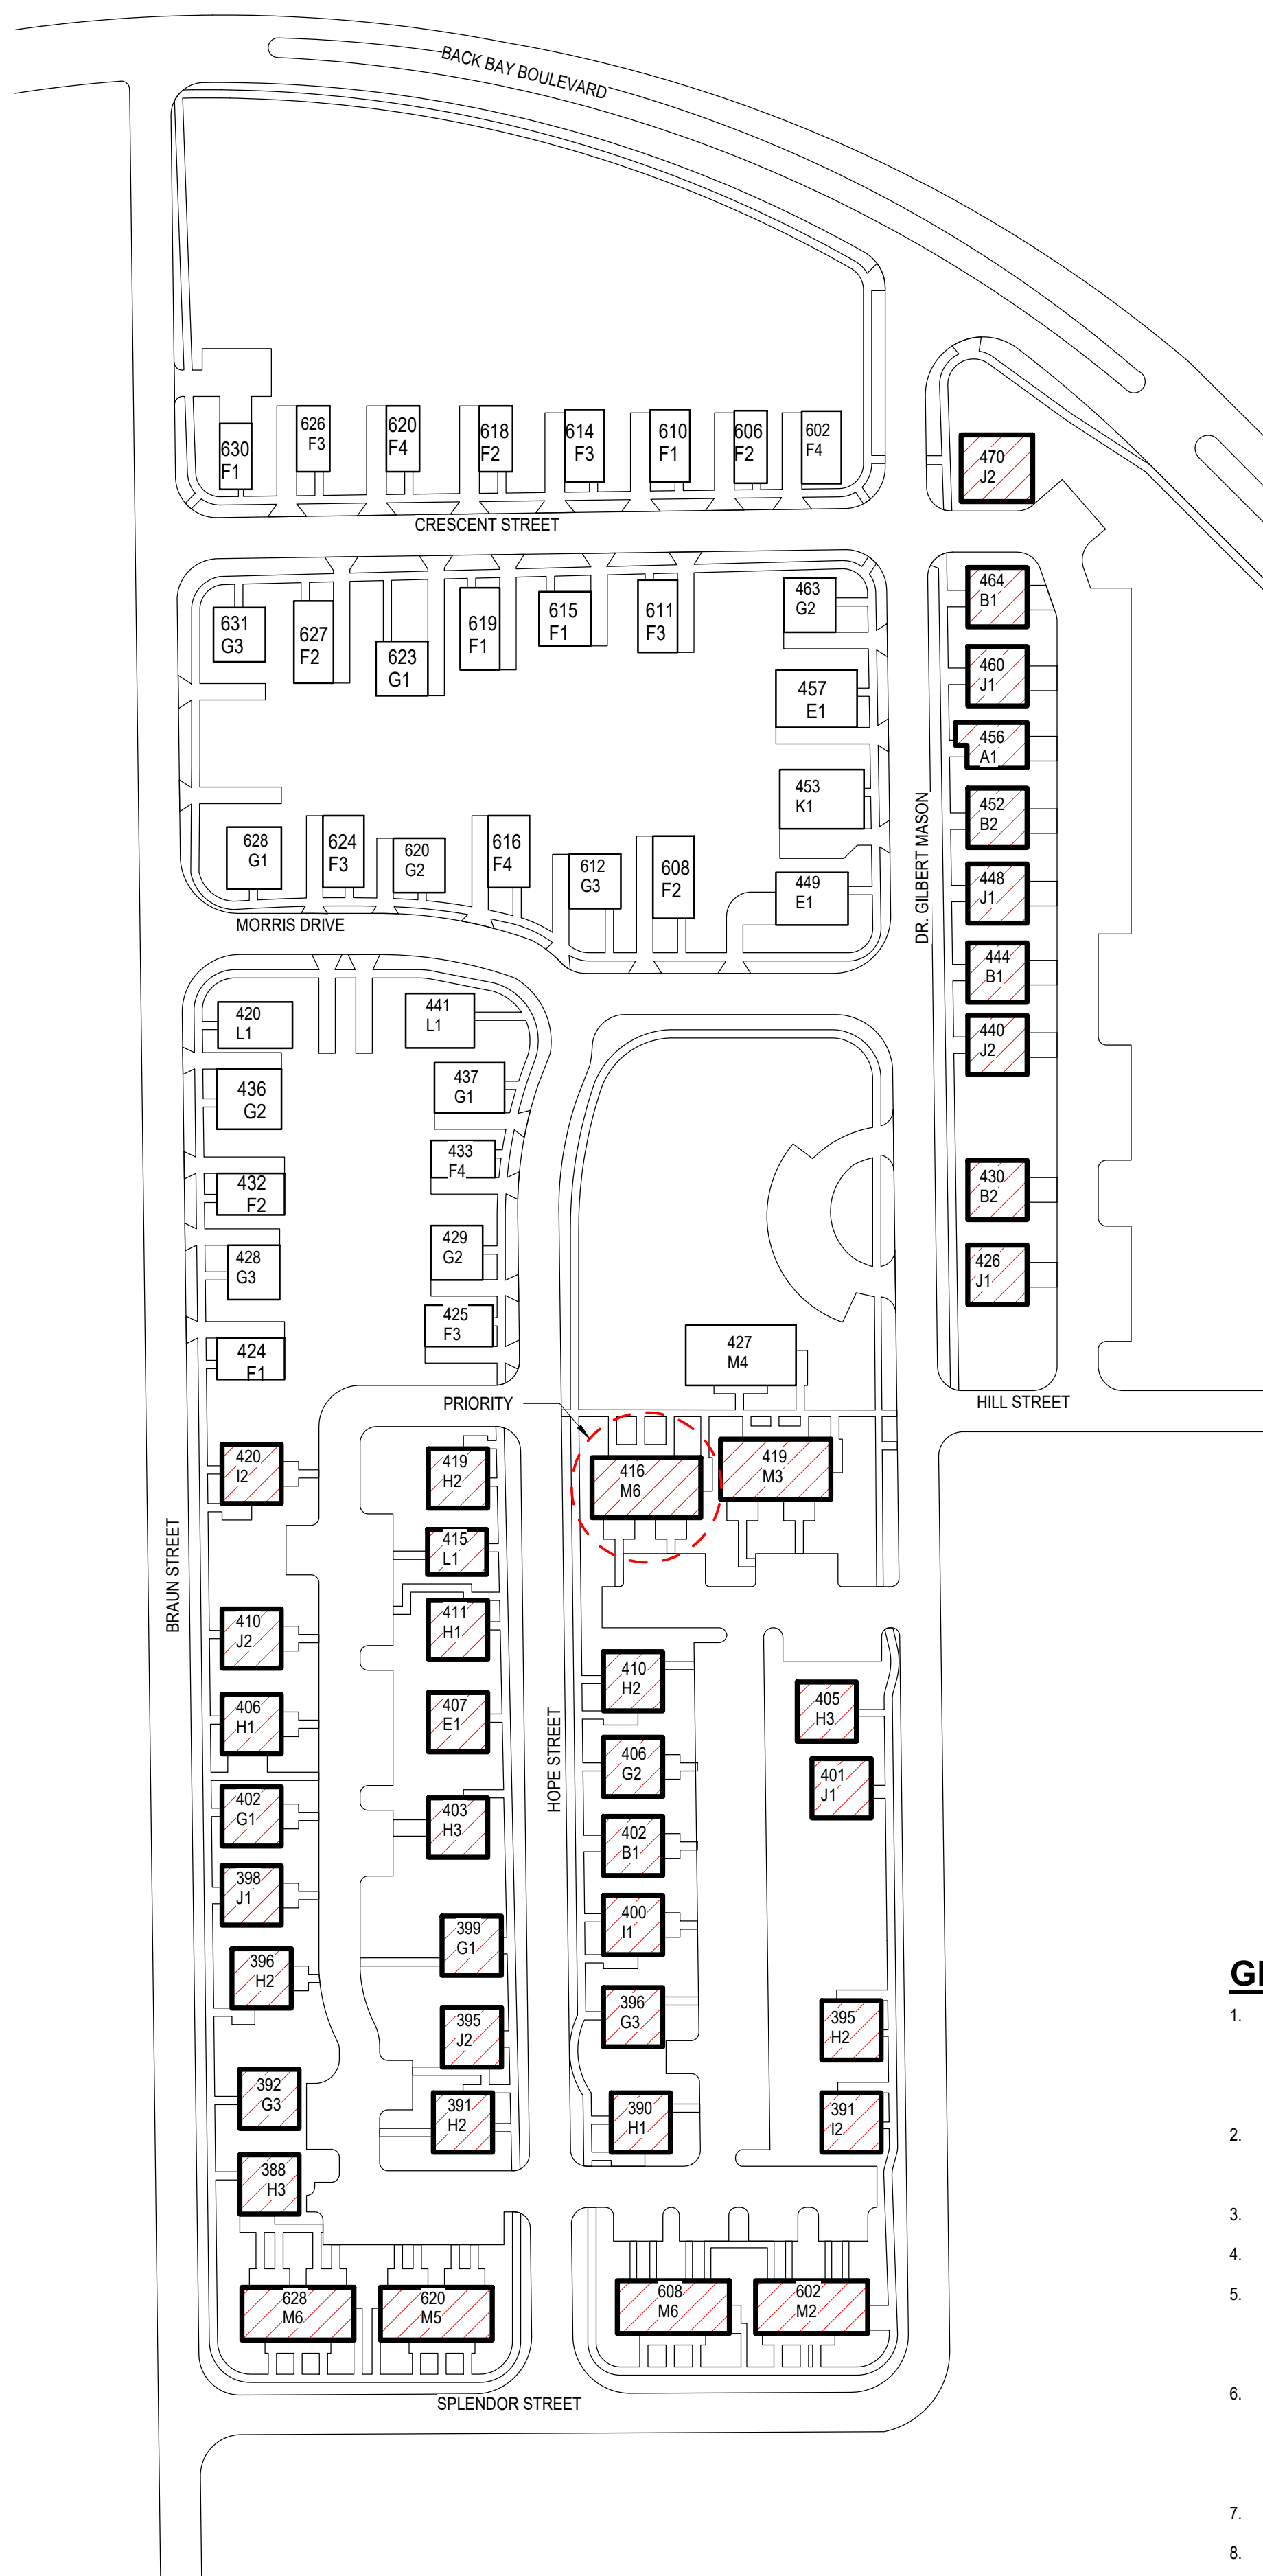 BACK BAY BOULEVARD
630
F1
626
F3
620
F4
618
F2
614
F3
610
F1
606
F2
602
F4
470
J2
CRESCENT STREET
631
G3
627
F2
623
G1
619
F1
615
F1
611
F3
463
G2
464
B1
457
E1
460
J1
456
A1
453
K1
452
B2
DR. GILBERT MASON
628
G1
624
F3
620
G2
616
F4
612
G3
608
F2
449
E1
448
J1
MORRIS DRIVE
444
B1
420
L1
441
L1
440
J2
436
G2
437
G1
433
F4
432
F2
430
B2
428
G3
429
G2
426
J1
425
F3
424
F1
427
M4
PRIORITY
HILL STREET
420
I2
419
H2
416
M6
419
M3
415
L1
BRAUN STREET
410
J2
411
H1
410
H2
405
H3
406
H1
407
E1
HOPE STREET
406
G2
401
J1
402
G1
403
H3
402
B1
398
J1
399
G1
400
I1
396
H2
395
J2
396
G3
395
H2
GI
1.
392
G3
391
H2
390
H1
391
I2
2.
388
H3
3.
4.
628
M6
620
M5
608
M6
602
M2
5.
SPLENDOR STREET
6.
7.
8.